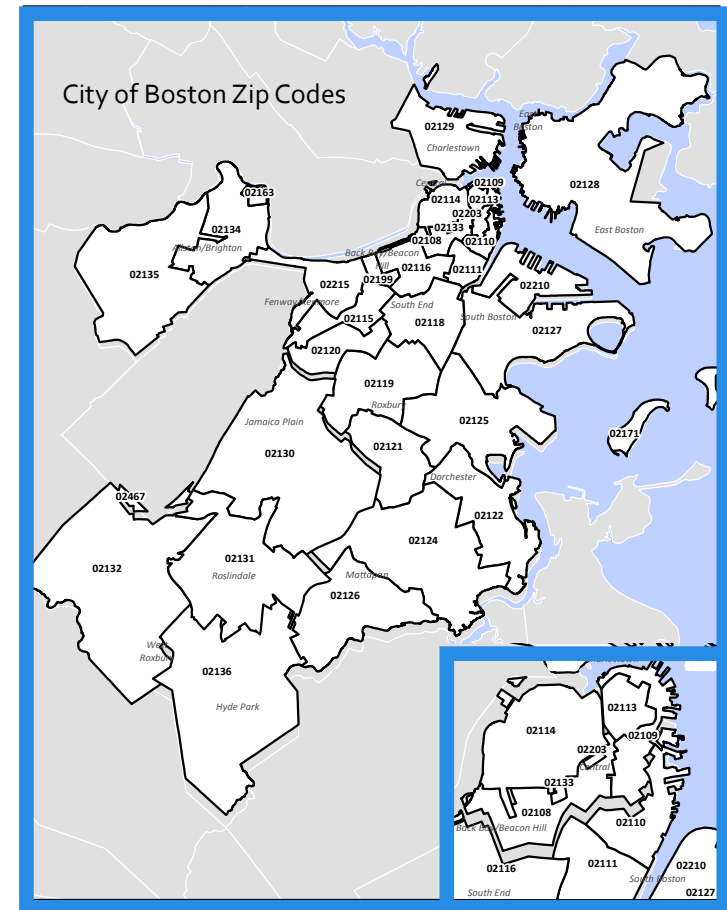 City of Boston Zip Codes
02129
East
Boston
Charlestown
02163
Central
02109
02128
02114
02113
02134
02203
02133
East Boston
Allston/Brighton
02108
02110
Back Bay/Beacon
Hill
02135
02116
02111
02199
02215
02210
Fenway/Kenmore
South End
02115
South Boston
02118
02127
02120
02119
Roxbury
Jamaica Plain
02125
02171
02121
02130
Dorchester
02467
02122
02124
02131
02132
Roslindale
Mattapan
02126
West
Roxbury
02136
Hyde Park
02113
02114
02109
02203
Central
02133
02108
02110
Back Bay/Beacon Hill
02116
02111
02210
South Boston
South End
02127